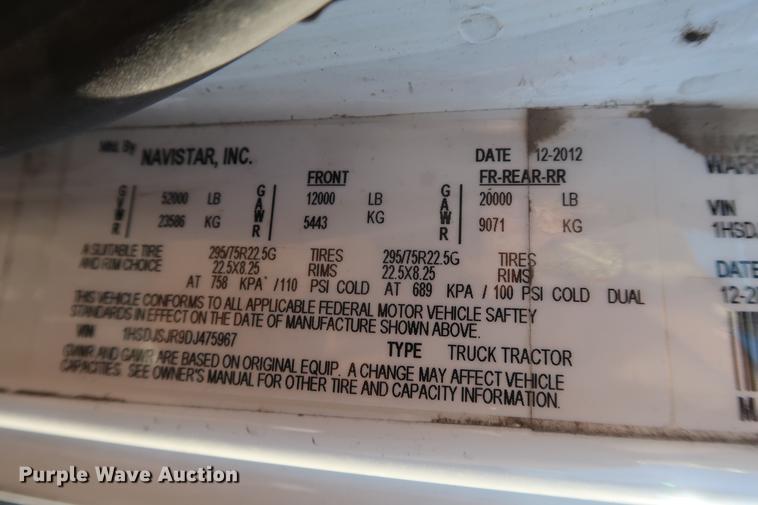 Mfd. By NAVISTAR, INC. DATE 12-2012
FRONT FR-REAR-RR
GVWR 52000 LB GAWR 12000 LB GAWR 20000 LB
23586 KG 5443 KG 9071 KG
A SUITABLE TIRE 295/75R22.5G TIRES 295/75R22.5G TIRES
AND RIM CHOICE 22.5X8.25 RIMS 22.5X8.25 RIMS
AT 758 KPA /110 PSI COLD AT 689 KPA / 100 PSI COLD DUAL
THIS VEHICLE CONFORMS TO ALL APPLICABLE FEDERAL MOTOR VEHICLE SAFTEY
STANDARDS IN EFFECT ON THE DATE OF MANUFACTURE SHOWN ABOVE.
VIN 1HSDJSJR9DJ475967 TYPE TRUCK TRACTOR
GVWR AND GAWR ARE BASED ON ORIGINAL EQUIP. A CHANGE MAY AFFECT VEHICLE
CAPACITIES. SEE OWNER'S MANUAL FOR OTHER TIRE AND CAPACITY INFORMATION.
VIN
1HSDJ
DATE
Purple Wave Auction